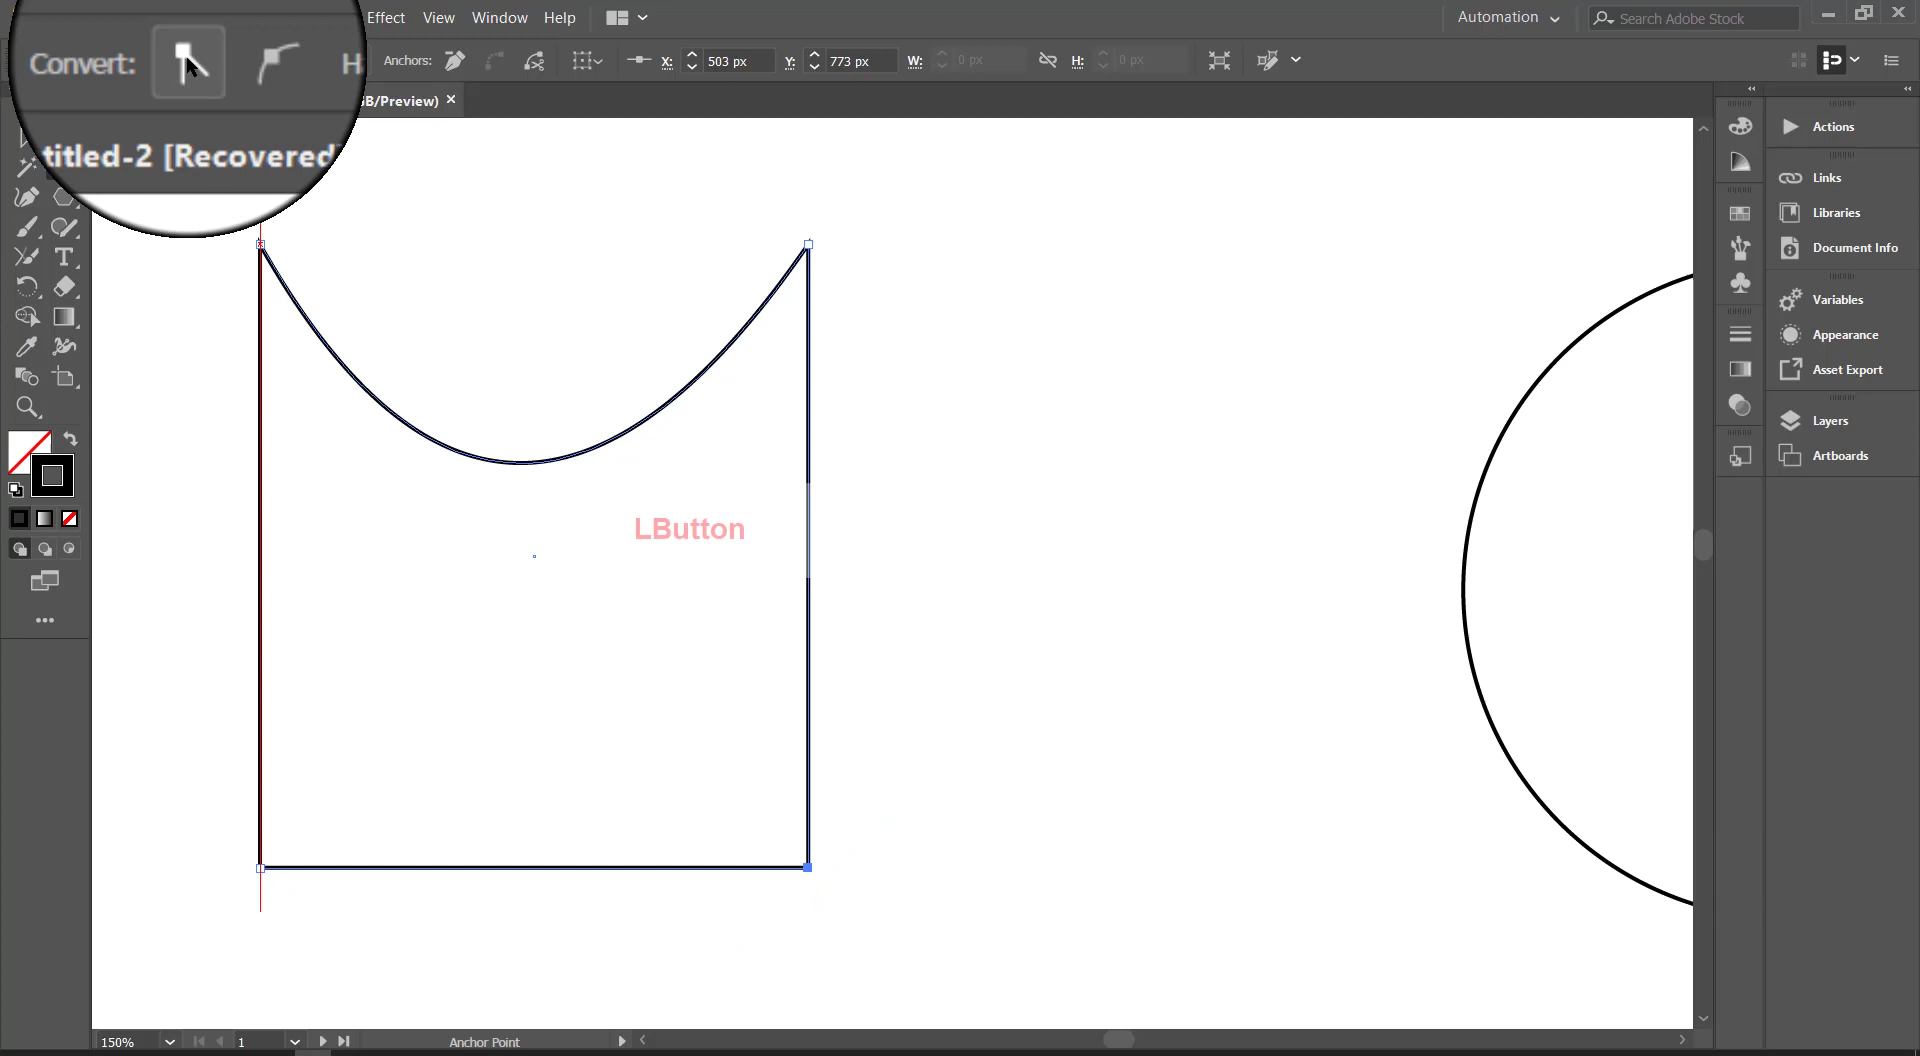 Effect View Window Help Automation Search Adobe Stock
Convert: H: Anchors: X: 503 px Y: 773 px W: 0 px H: 0 px
titled-2 [Recovered B/Preview) ×
Actions
Links
Libraries
Document Info
Variables
Appearance
Asset Export
Layers
Artboards
LButton
150% 1 Anchor Point